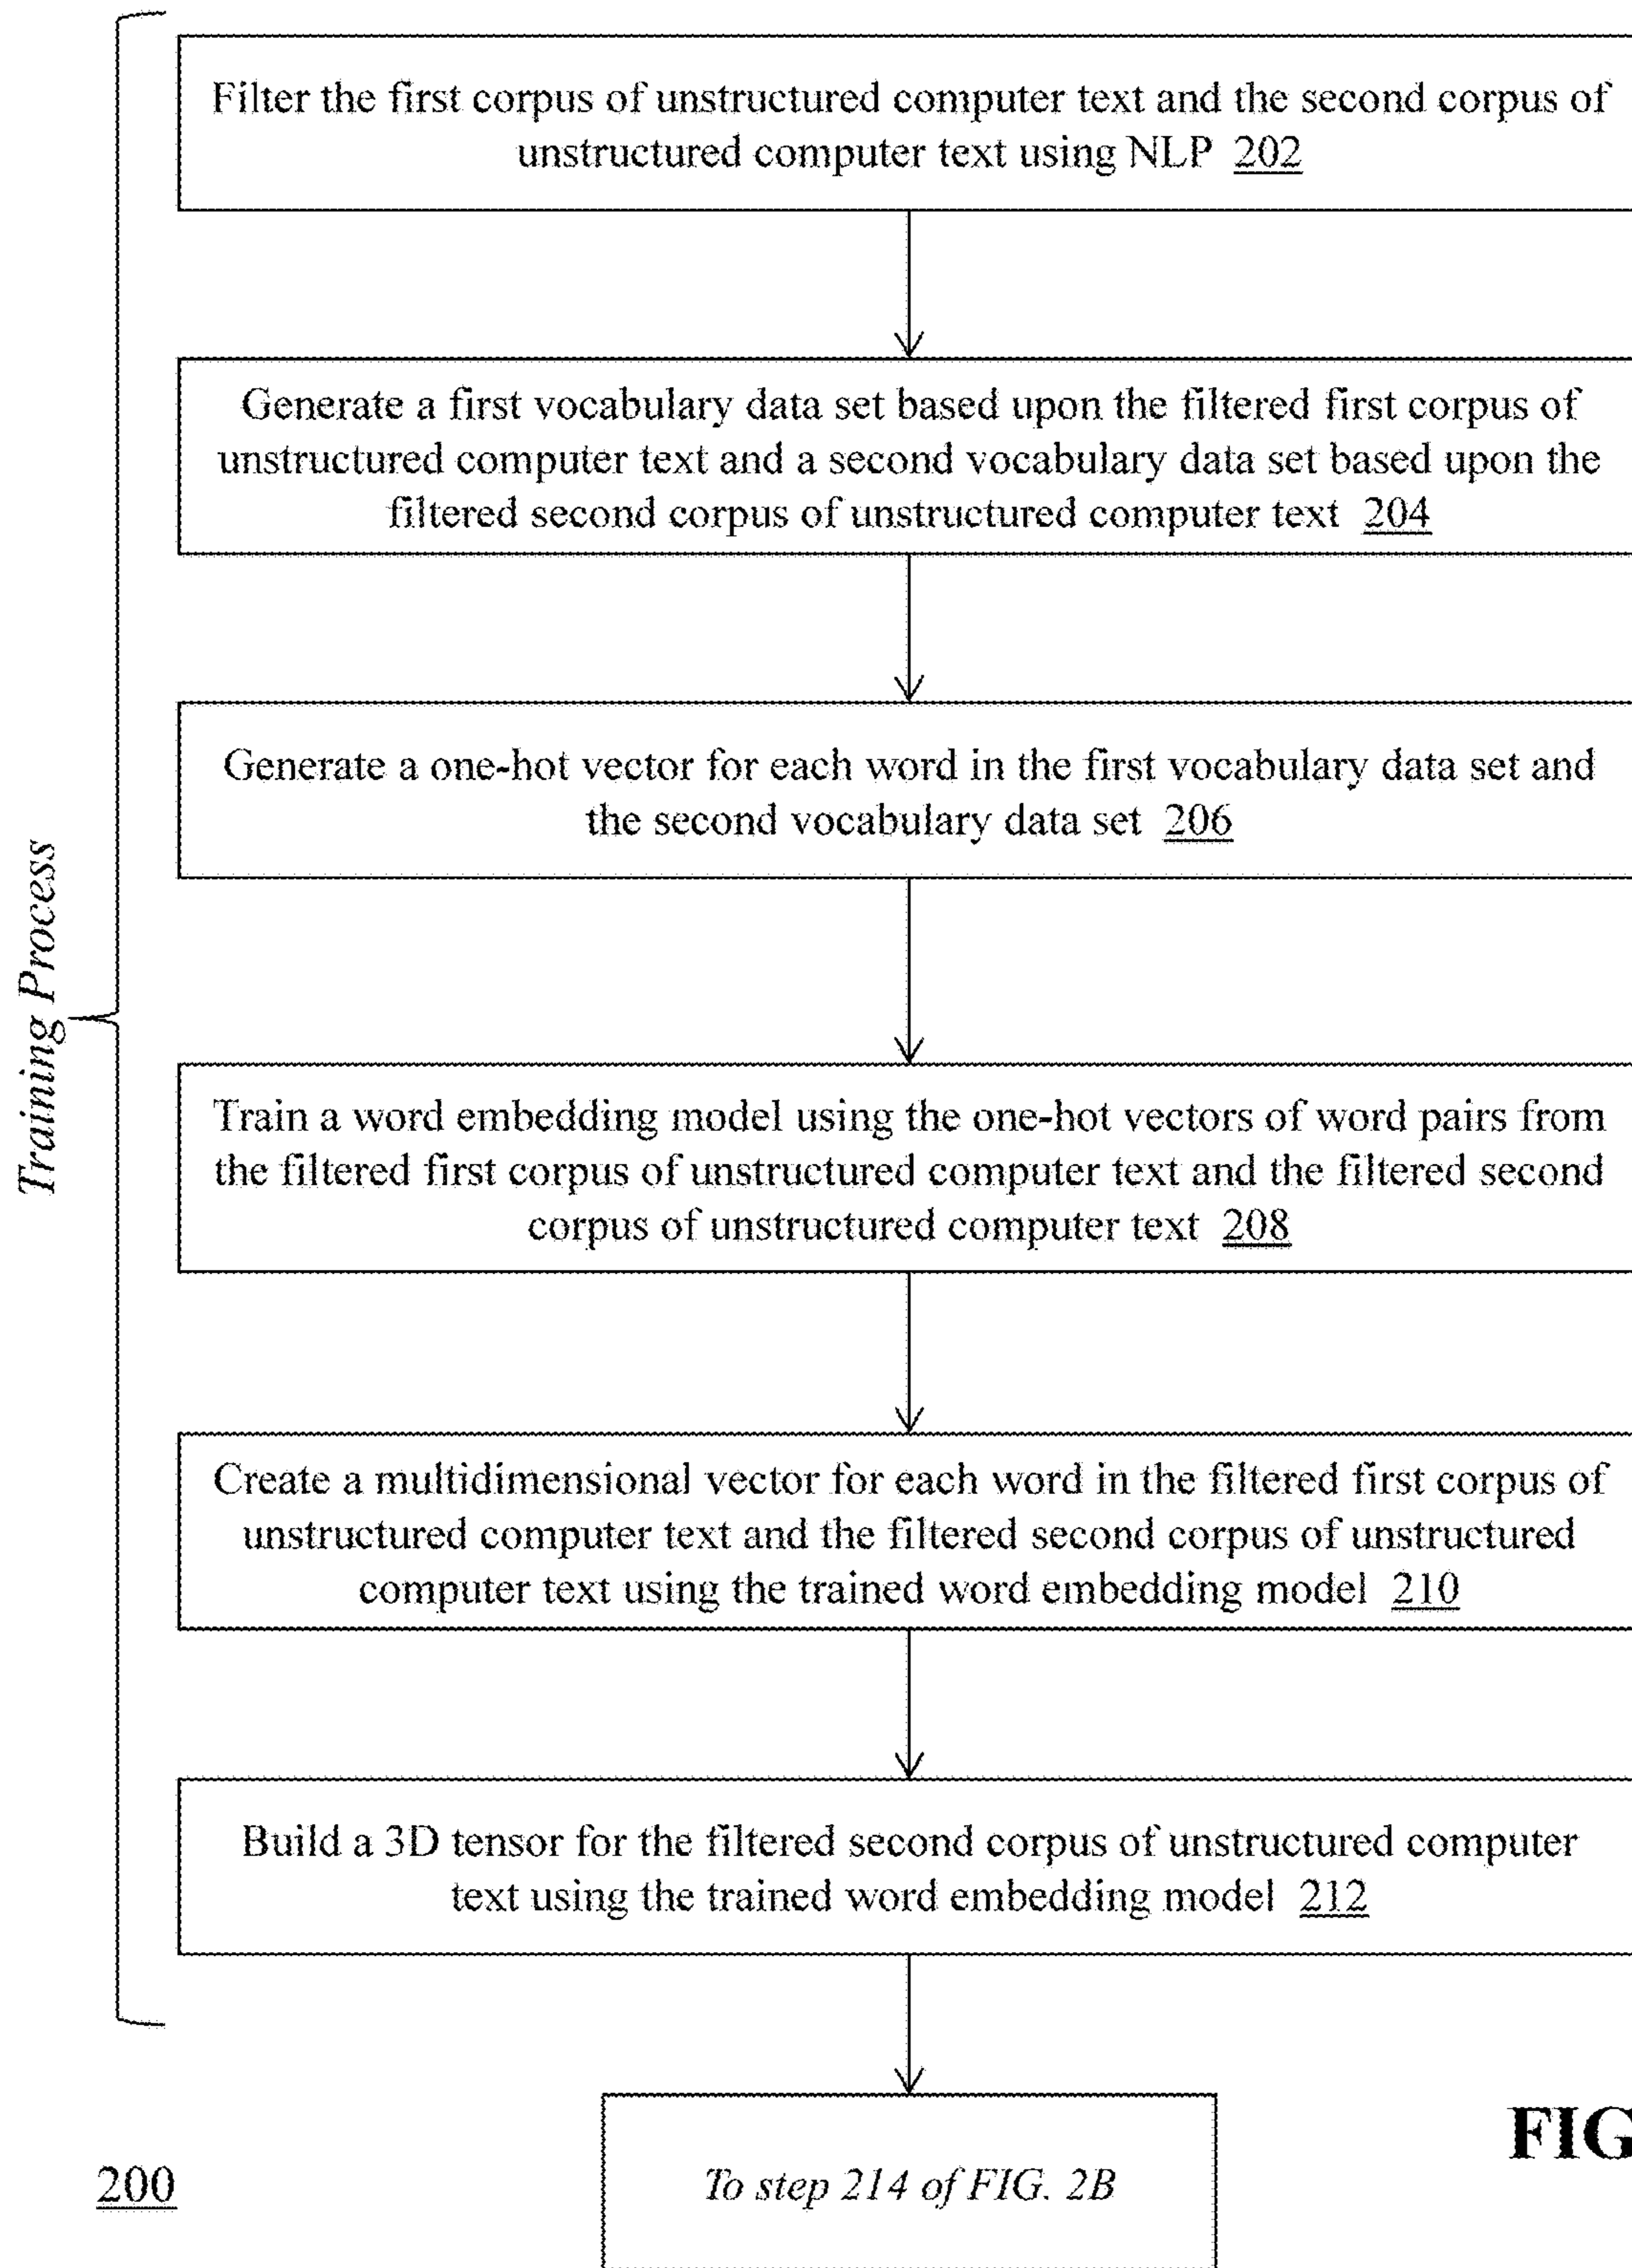 Filter the first corpus of unstructured computer text and the second corpus of
unstructured computer text using NLP 202
Generate a first vocabulary data set based upon the filtered first corpus of
unstructured computer text and a second vocabulary data set based upon the
filtered second corpus of unstructured computer text 204
Generate a one-hot vector for each word in the first vocabulary data set and
the second vocabulary data set 206
Training Process
Train a word embedding model using the one-hot vectors of word pairs from
the filtered first corpus of unstructured computer text and the filtered second
corpus of unstructured computer text 208
Create a multidimensional vector for each word in the filtered first corpus of
unstructured computer text and the filtered second corpus of unstructured
computer text using the trained word embedding model 210
Build a 3D tensor for the filtered second corpus of unstructured computer
text using the trained word embedding model 212
FIG
200
To step 214 of FIG. 2B